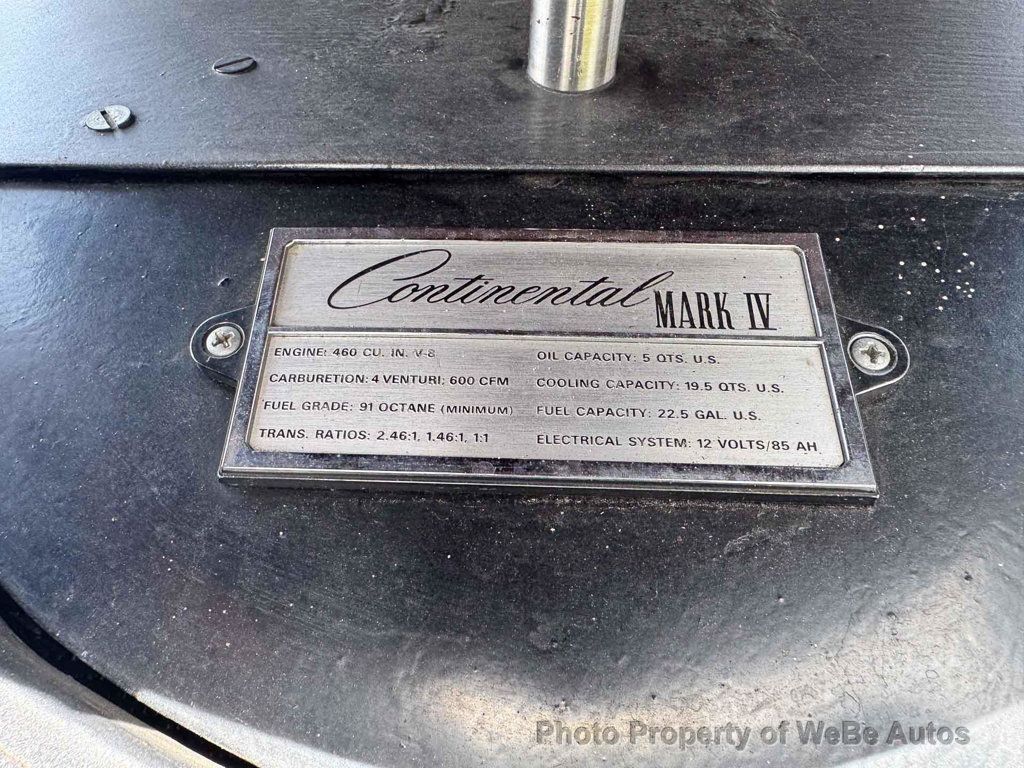 Continental MARK IV
ENGINE: 460 CU. IN. V-8
CARBURETION: 4 VENTURI; 600 CFM
FUEL GRADE: 91 OCTANE (MINIMUM)
TRANS. RATIOS: 2.46:1, 1.46:1, 1:1
OIL CAPACITY: 5 QTS. U.S.
COOLING CAPACITY: 19.5 QTS. U.S.
FUEL CAPACITY: 22.5 GAL. U.S.
ELECTRICAL SYSTEM: 12 VOLTS/85 AH
Photo Property of WeBe Autos